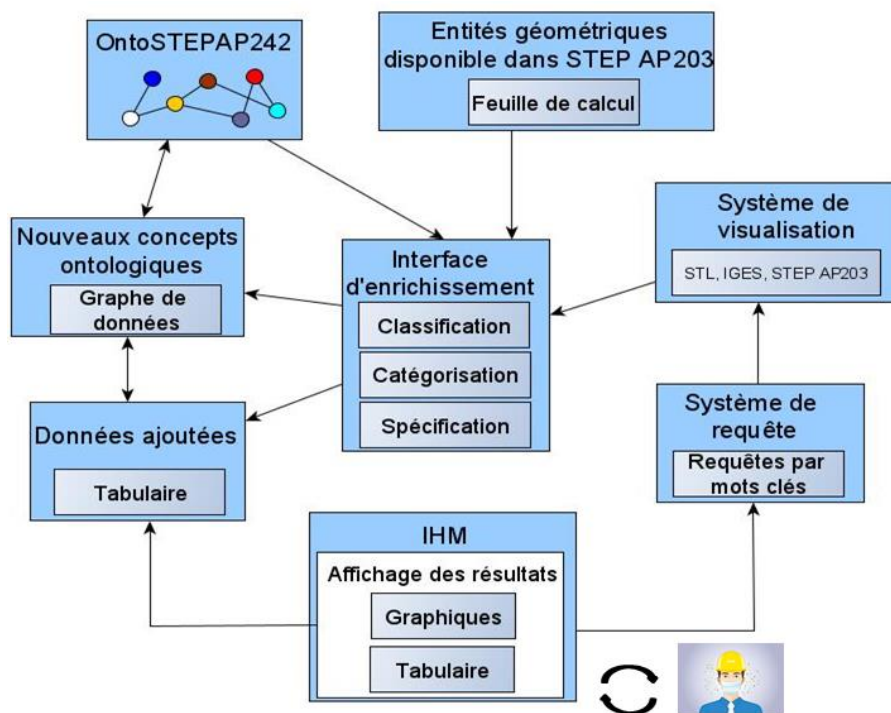 OntoSTEPAP242
Entités géométriques
disponible dans STEP AP203
Feuille de calcul
Nouveaux concepts
ontologiques
Graphe de
données
Interface
d'enrichissement
Classification
Catégorisation
Spécification
Système de
visualisation
STL, IGES, STEP AP203
Données ajoutées
Tabulaire
Système de
requête
Requêtes par
mots clés
IHM
Affichage des résultats
Graphiques
Tabulaire